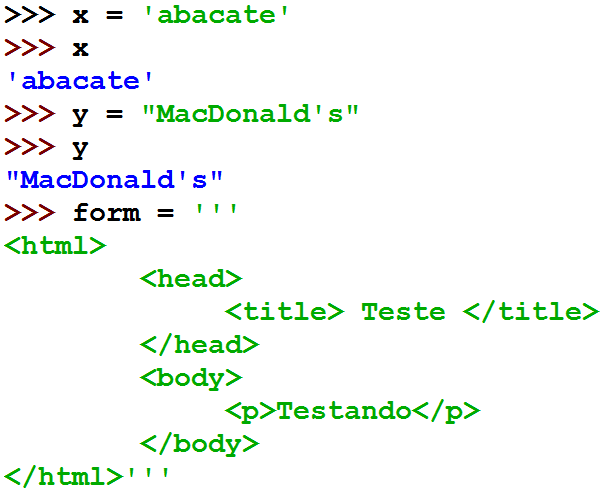 >>> x = 'abacate'
>>> x
'abacate'
>>> y = "MacDonald's"
>>> y
"MacDonald's"
>>> form = '''
<html>
        <head>
             <title> Teste </title>
        </head>
        <body>
             <p>Testando</p>
        </body>
</html>'''